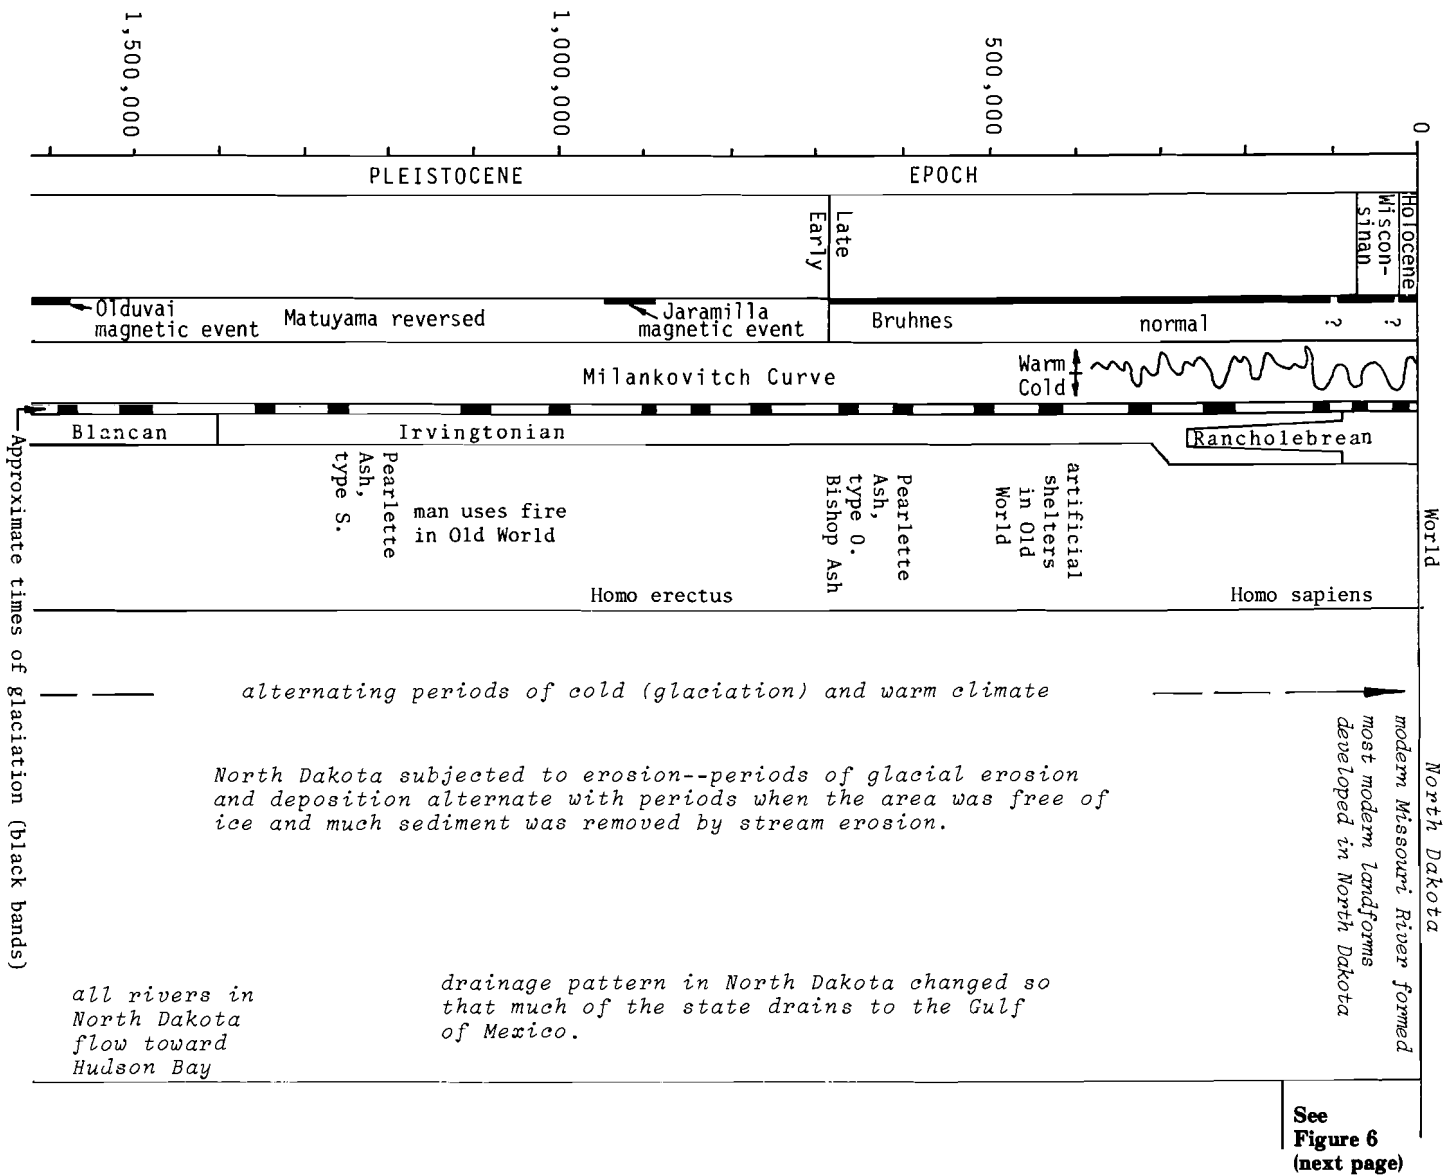 1,500,000
1,000,000
500,000
0
PLEISTOCENE EPOCH
Early
Late
Wiscon-
sinan
Holocene
Olduvai
magnetic event
Matuyama reversed
Jaramilla
magnetic event
Bruhnes normal
?
?
Milankovitch Curve
Warm
Cold
Blancan
Irvingtonian
Rancholebrean
Pearlette
Ash,
type S.
man uses fire
in Old World
Pearlette
Ash,
type O.
Bishop Ash
artificial
shelters
in Old
World
World
Homo erectus
Homo sapiens
Approximate times of glaciation (black bands)
alternating periods of cold (glaciation) and warm climate
North Dakota subjected to erosion--periods of glacial erosion
and deposition alternate with periods when the area was free of
ice and much sediment was removed by stream erosion.
North Dakota
modern Missouri River formed
most modern landforms
developed in North Dakota
all rivers in
North Dakota
flow toward
Hudson Bay
drainage pattern in North Dakota changed so
that much of the state drains to the Gulf
of Mexico.
See
Figure 6
(next page)